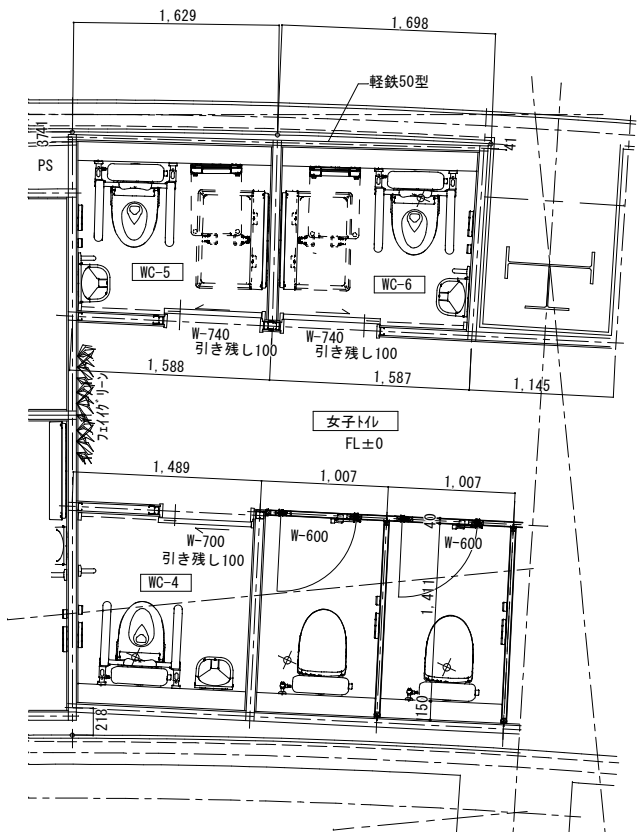 1,629
1,698
軽鉄50型
3741
41
PS
WC-5
WC-6
W-740
引き残し100
W-740
引き残し100
1,588
1,587
1,145
フェイクグリーン
女子トイレ
FL±0
1,489
1,007
1,007
40
W-700
引き残し100
W-600
W-600
WC-4
1,411
150
218